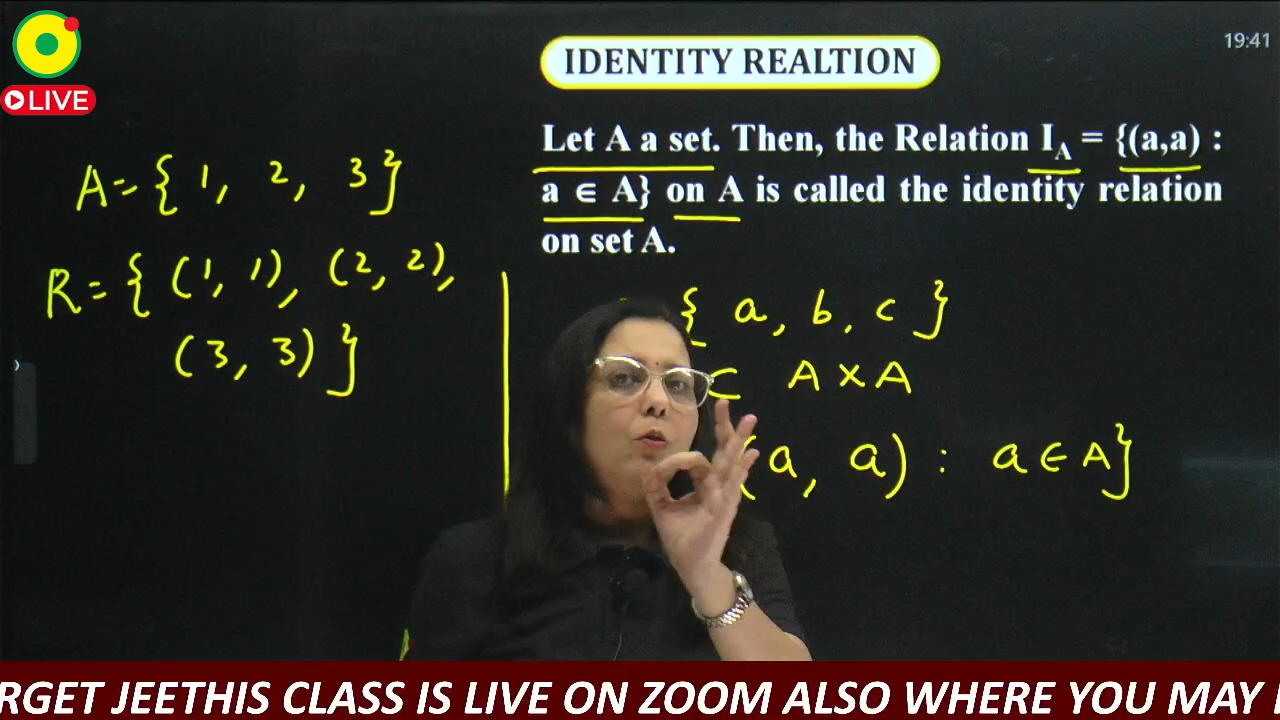 LIVE
19:41
IDENTITY REALTION
Let A a set. Then, the Relation I_A = {(a,a) :
a ∈ A} on A is called the identity relation
on set A.
A = { 1, 2, 3 }
R = { (1, 1), (2, 2),
(3, 3) }
{ a, b, c }
⊂ A × A
(a, a) : a ∈ A}
RGET JEETHIS CLASS IS LIVE ON ZOOM ALSO WHERE YOU MAY